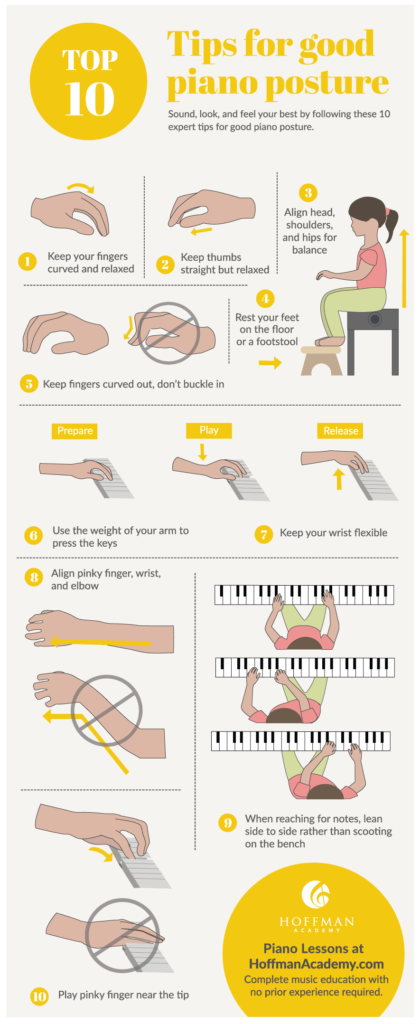 TOP
10
Tips for good
piano posture
Sound, look, and feel your best by following these 10
expert tips for good piano posture.
1
Keep your fingers
curved and relaxed
2
Keep thumbs
straight but relaxed
3
Align head,
shoulders,
and hips for
balance
4
Rest your feet
on the floor
or a footstool
5
Keep fingers curved out, don't buckle in
Prepare
Play
Release
6
Use the weight of your arm to
press the keys
7
Keep your wrist flexible
8
Align pinky finger, wrist,
and elbow
9
When reaching for notes, lean
side to side rather than scooting
on the bench
10
Play pinky finger near the tip
HOFFMAN
ACADEMY
Piano Lessons at
HoffmanAcademy.com
Complete music education with
no prior experience required.